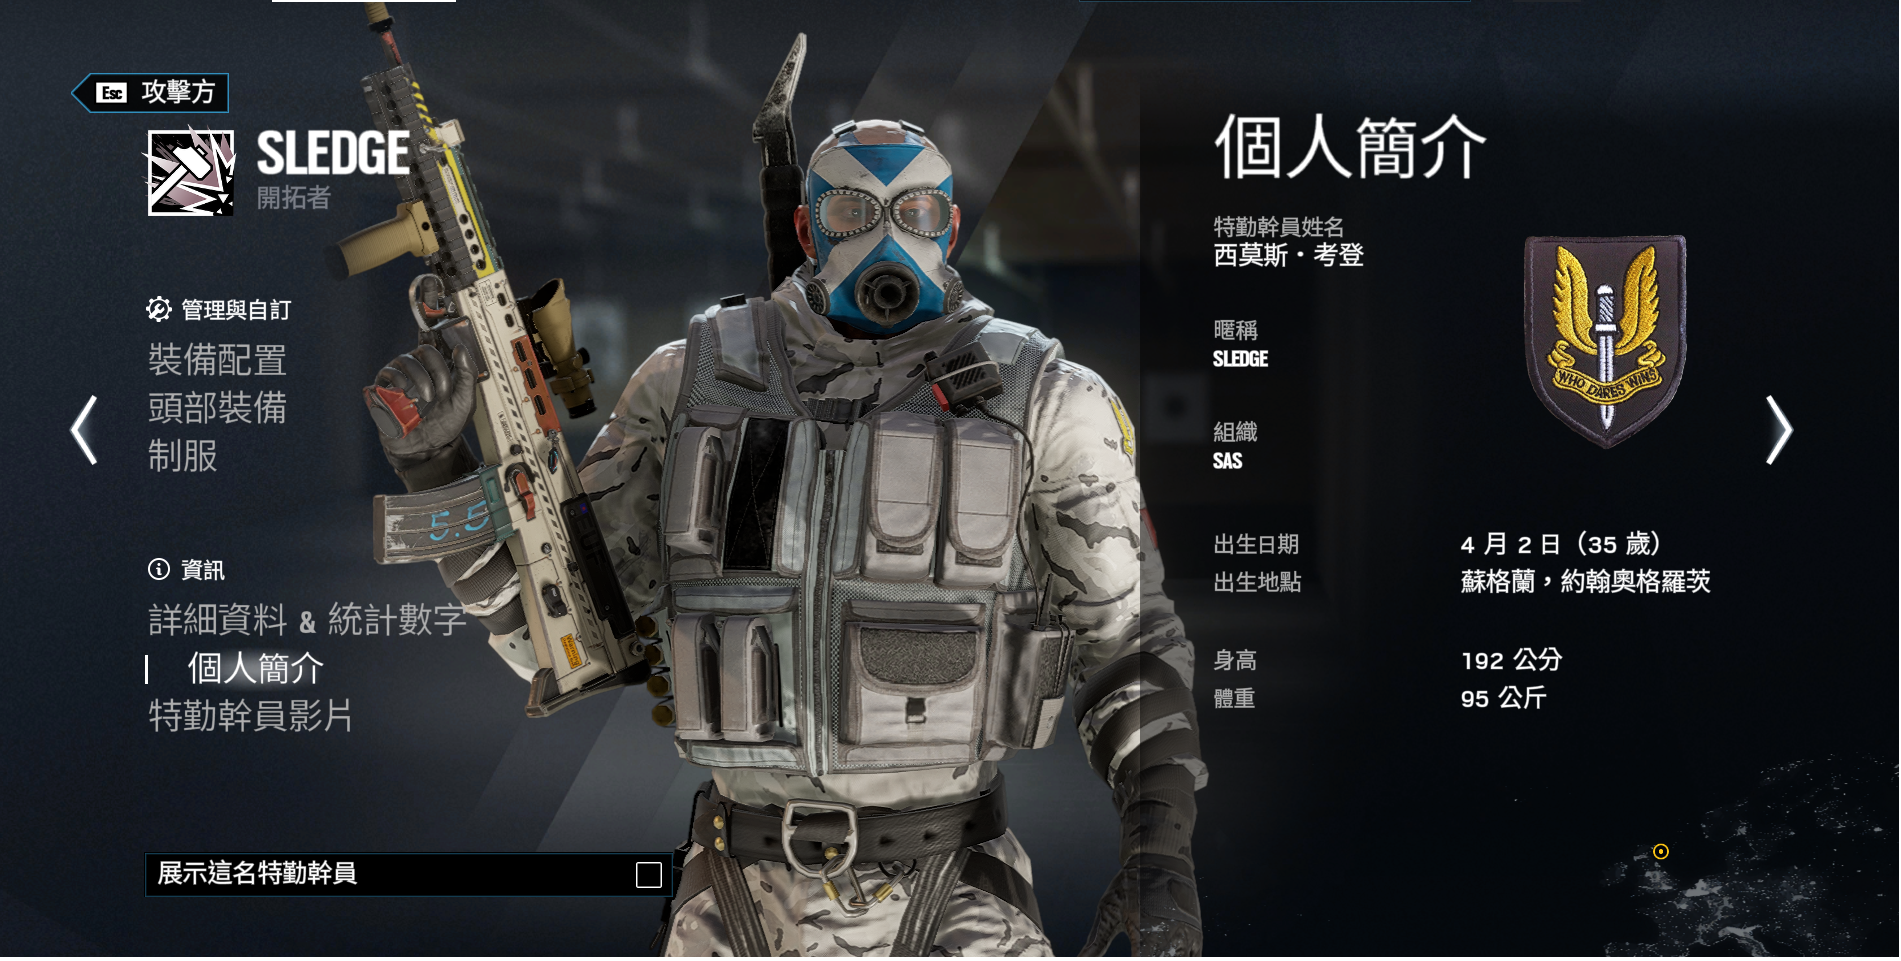 Esc 攻擊方
SLEDGE
開拓者
管理與自訂
裝備配置
頭部裝備
制服
資訊
詳細資料 & 統計數字
個人簡介
特勤幹員影片
展示這名特勤幹員
5.5
個人簡介
特勤幹員姓名
西莫斯・考登
暱稱
SLEDGE
組織
SAS
WHO DARES WINS
出生日期 4 月 2 日（35 歲）
出生地點 蘇格蘭，約翰奧格羅茨
身高 192 公分
體重 95 公斤